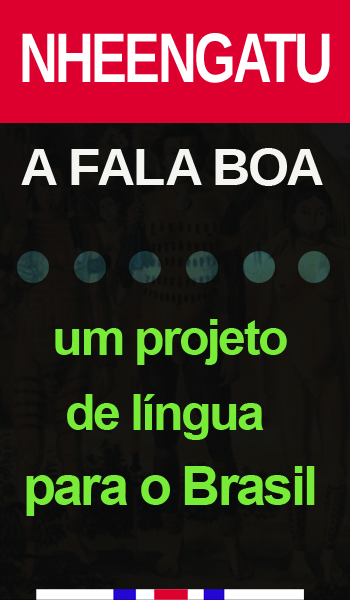 NHEENGATU
A FALA BOA
um projeto
de língua
para o Brasil